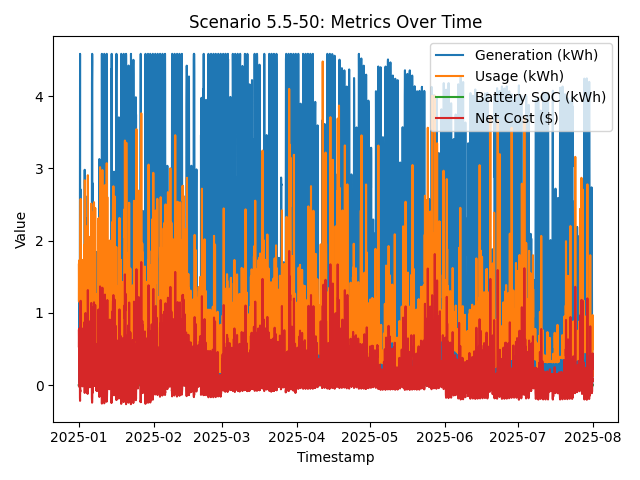 Scenario 5.5-50: Metrics Over Time
Generation (kWh)
Usage (kWh)
Battery SOC (kWh)
Net Cost ($)
Value
4
3
2
1
0
2025-01 2025-02 2025-03 2025-04 2025-05 2025-06 2025-07 2025-08
Timestamp